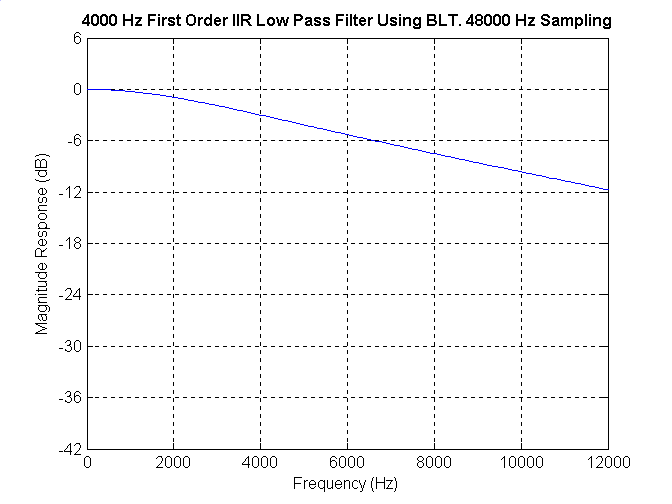 4000 Hz First Order IIR Low Pass Filter Using BLT. 48000 Hz Sampling
6
0
-6
-12
-18
-24
-30
-36
-42
Magnitude Response (dB)
0 2000 4000 6000 8000 10000 12000
Frequency (Hz)